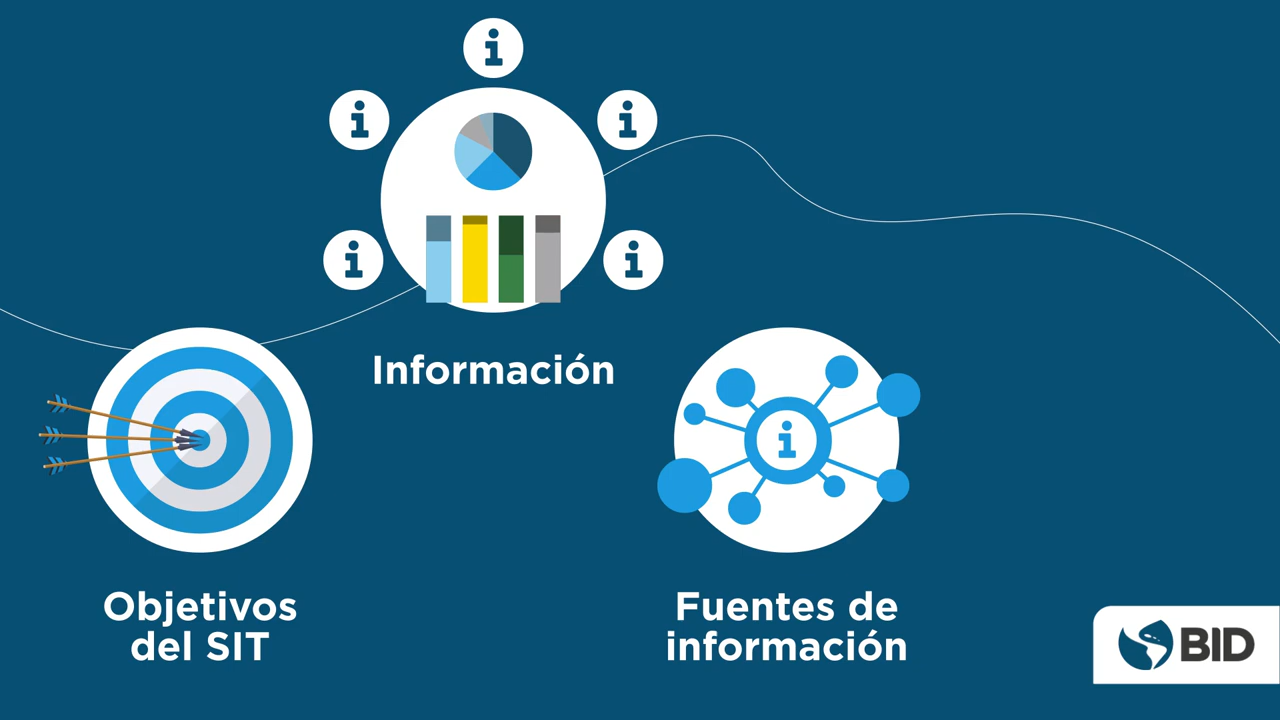 i
i
i
i
i
Información
i
Objetivos
del SIT
Fuentes de
información
BID